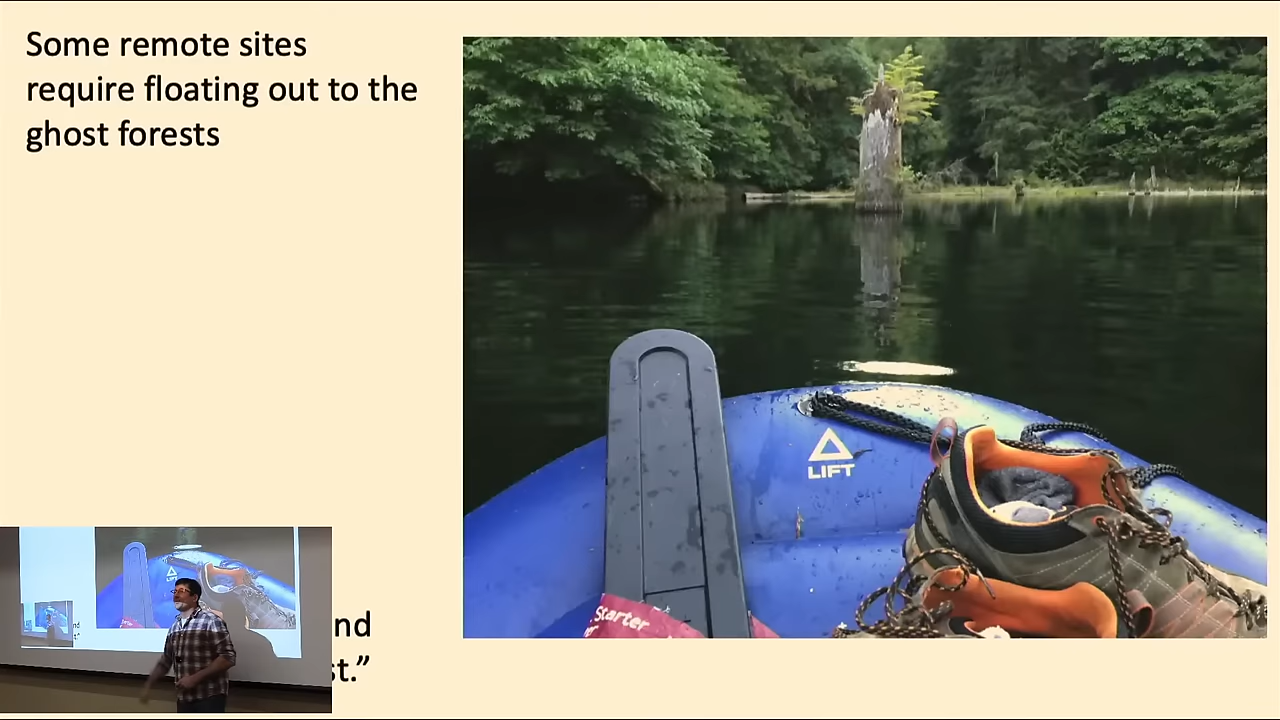 Some remote sites
require floating out to the
ghost forests
LIFT
Starter
nd
st.”